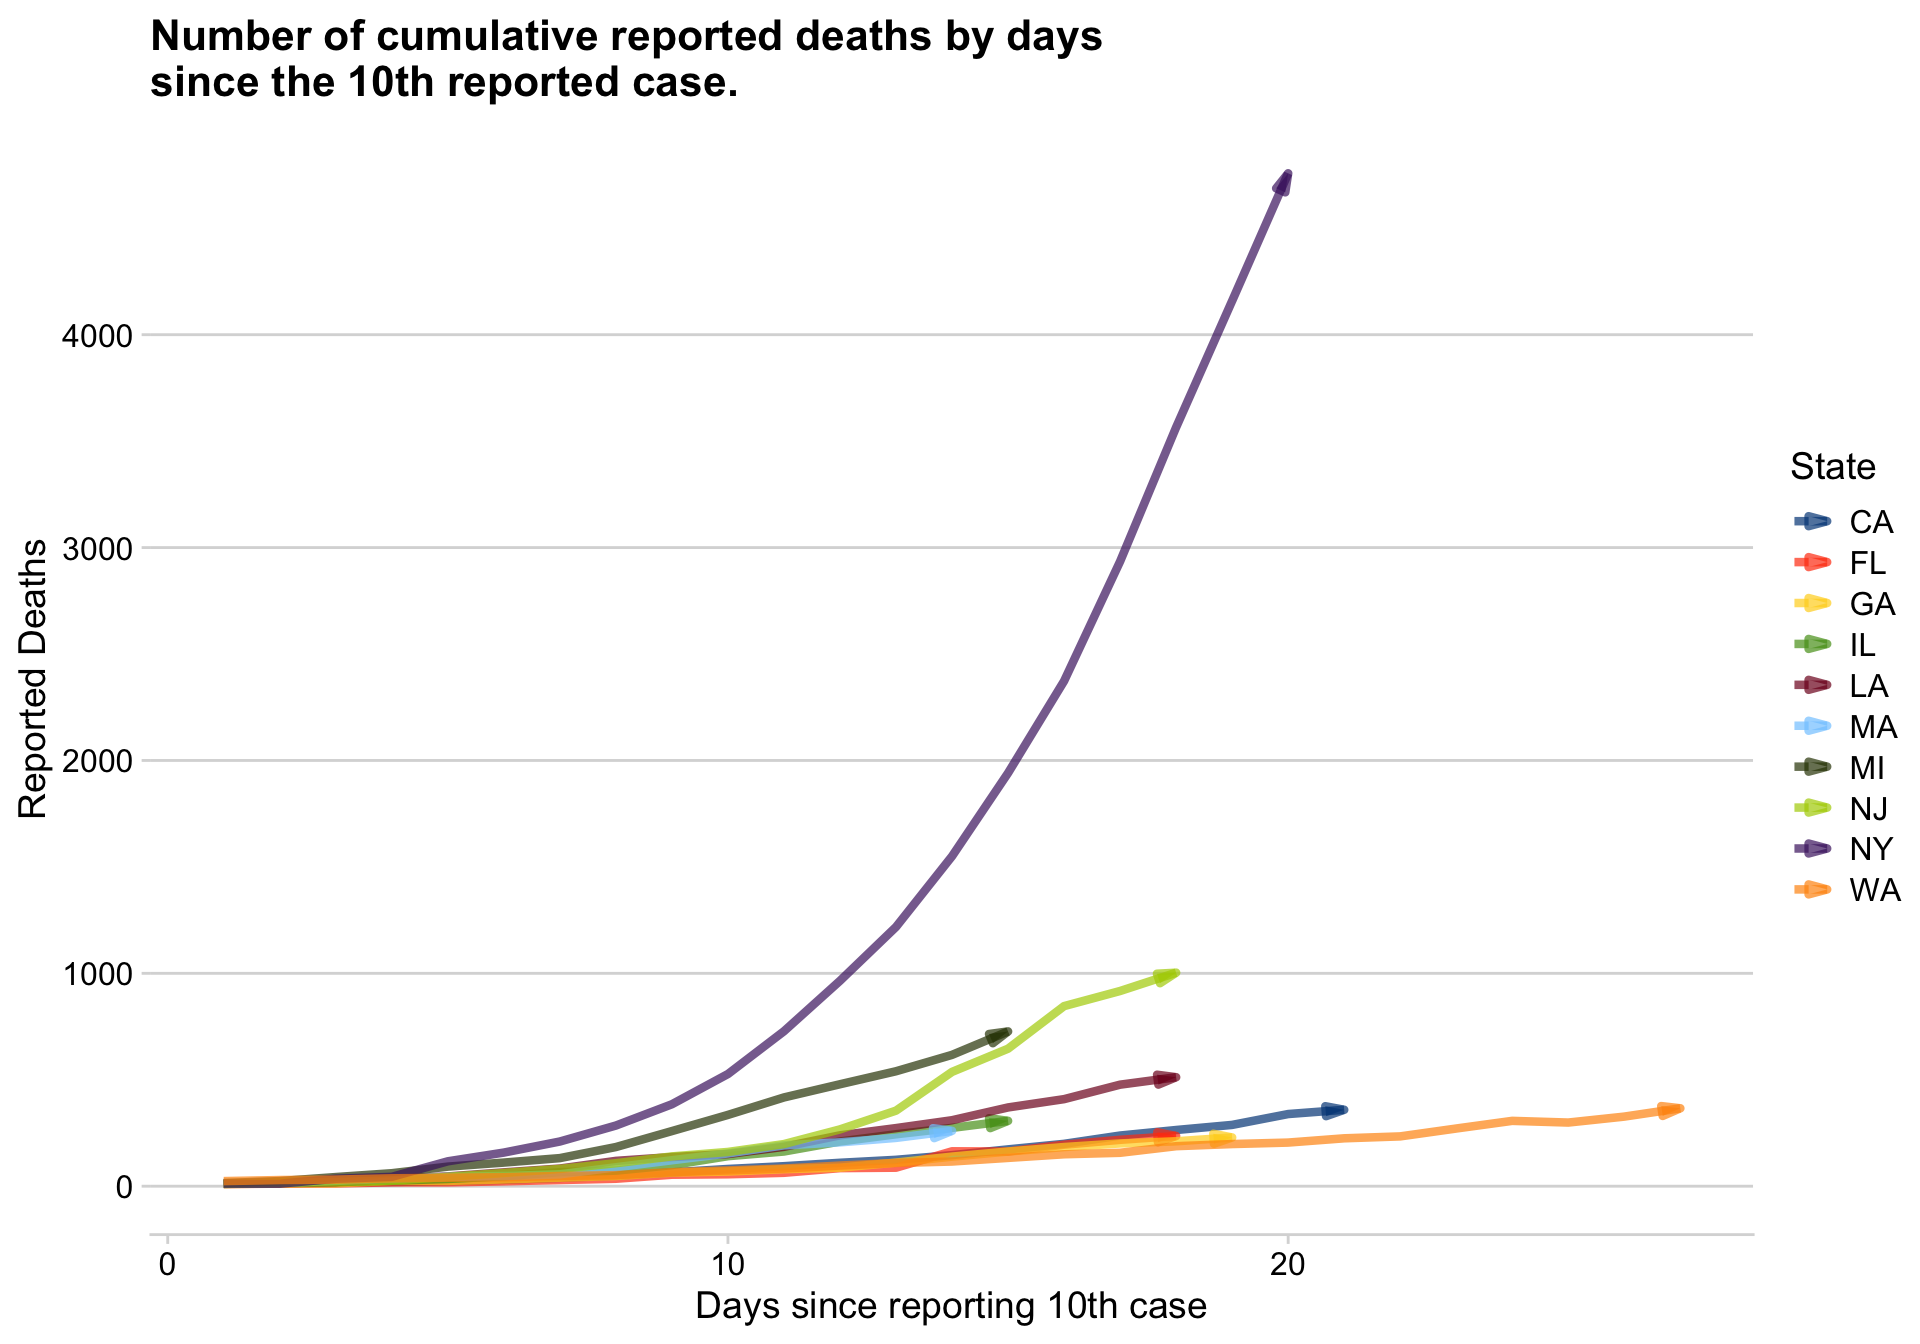 Number of cumulative reported deaths by days
since the 10th reported case.
4000
3000
2000
1000
0
Reported Deaths
0
10
20
Days since reporting 10th case
State
CA
FL
GA
IL
LA
MA
MI
NJ
NY
WA